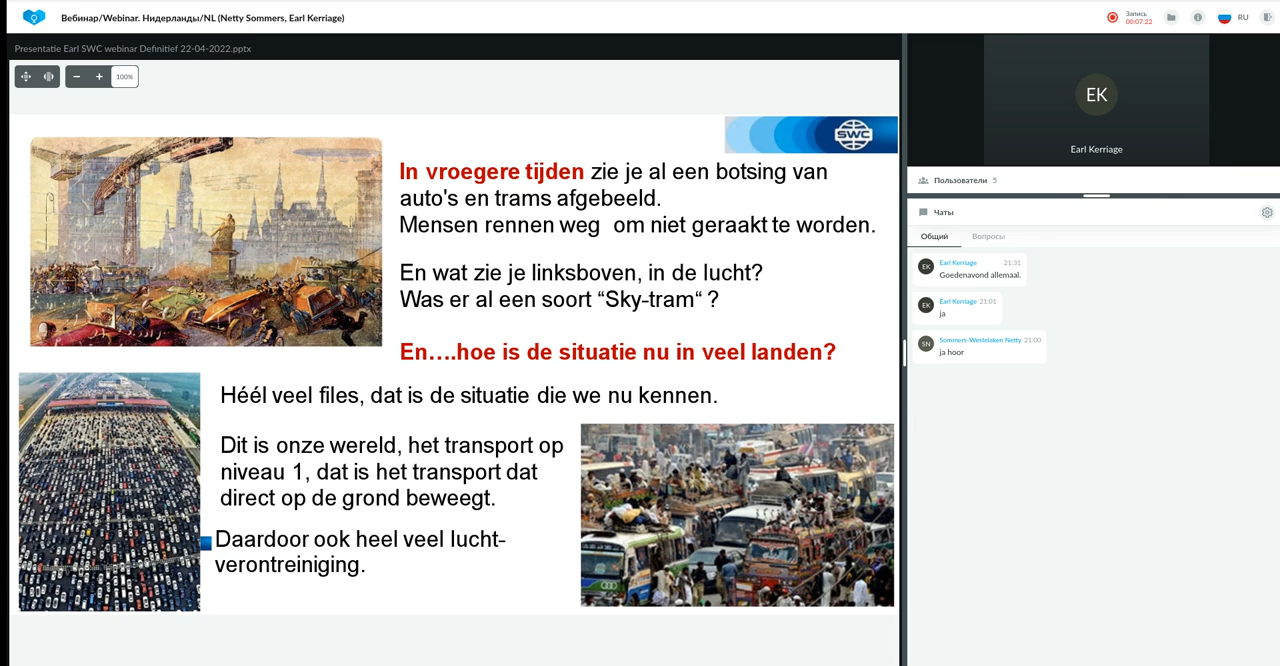 Вебинар/Webinar. Нидерланды/NL (Netty Sommers, Earl Kerriage)
Запись
00:07:22
RU
Presentatie Earl SWC webinar Definitief 22-04-2022.pptx
100%
SWC
In vroegere tijden zie je al een botsing van
auto's en trams afgebeeld.
Mensen rennen weg om niet geraakt te worden.
En wat zie je linksboven, in de lucht?
Was er al een soort “Sky-tram“ ?
En....hoe is de situatie nu in veel landen?
Héél veel files, dat is de situatie die we nu kennen.
Dit is onze wereld, het transport op
niveau 1, dat is het transport dat
direct op de grond beweegt.
Daardoor ook heel veel lucht-
verontreiniging.
EK
Earl Kerriage
Пользователи 5
Чаты
Общий Вопросы
EK
Earl Kerriage 21:31
Goedenavond allemaal.
EK
Earl Kerriage 21:01
ja
SN
Sommers-Westelaken Netty 21:00
ja hoor